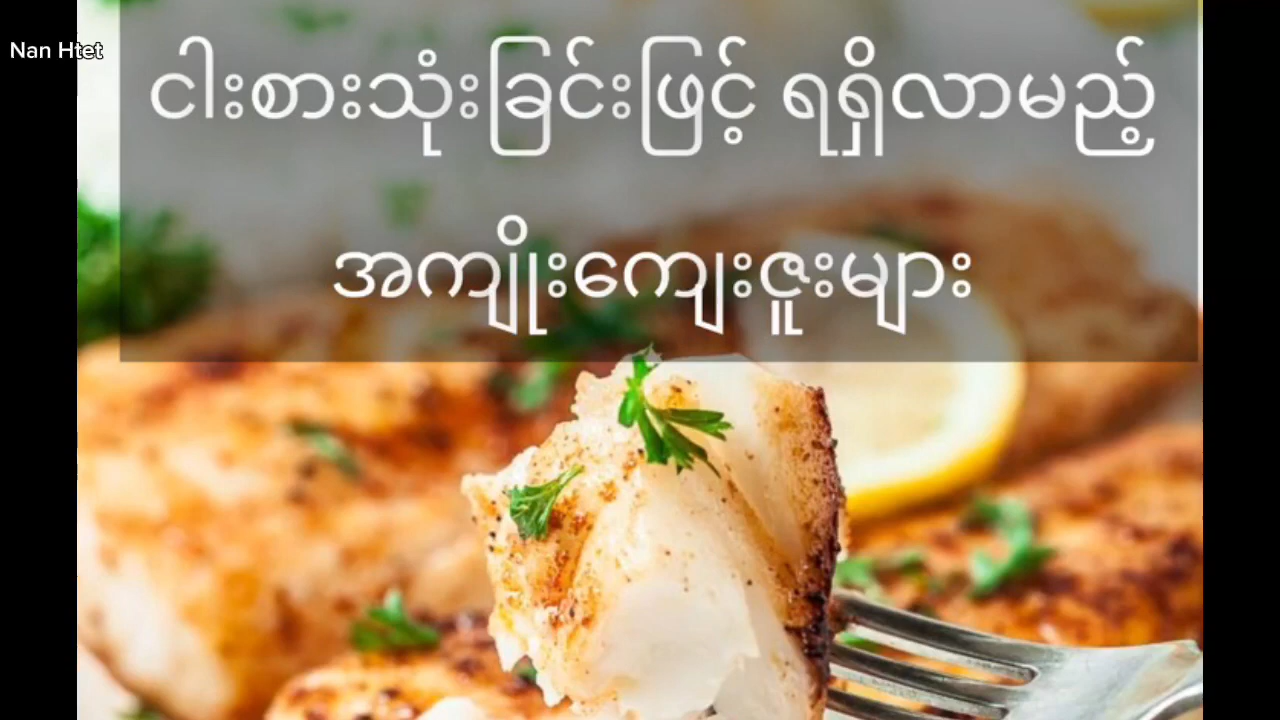 Nan Htet
ငါးစားသုံးခြင်းဖြင့် ရရှိလာမည့်
အကျိုးကျေးဇူးများ